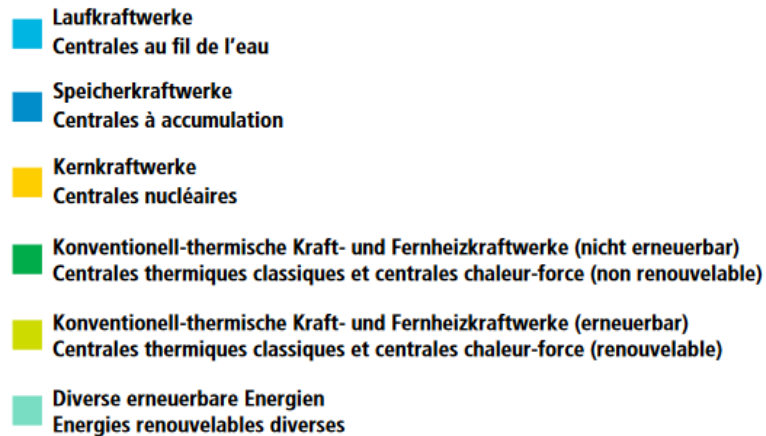 Laufkraftwerke
Centrales au fil de l'eau
Speicherkraftwerke
Centrales à accumulation
Kernkraftwerke
Centrales nucléaires
Konventionell-thermische Kraft- und Fernheizkraftwerke (nicht erneuerbar)
Centrales thermiques classiques et centrales chaleur-force (non renouvelable)
Konventionell-thermische Kraft- und Fernheizkraftwerke (erneuerbar)
Centrales thermiques classiques et centrales chaleur-force (renouvelable)
Diverse erneuerbare Energien
Energies renouvelables diverses